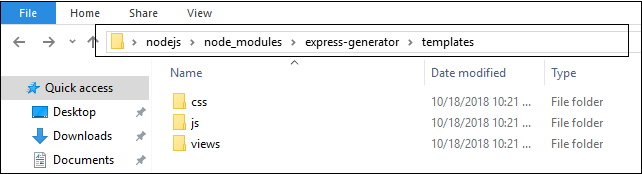 File Home Share View
nodejs > node_modules > express-generator > templates
Quick access
Desktop
Downloads
Documents
Name Date modified Type
css 10/18/2018 10:21 ... File folder
js 10/18/2018 10:21 ... File folder
views 10/18/2018 10:21 ... File folder